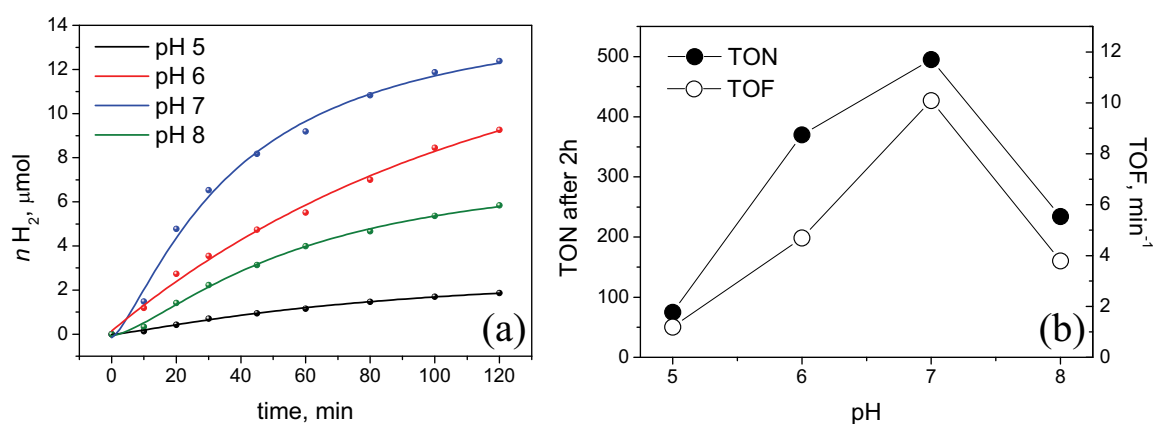 14
12
10
8
6
4
2
0
n H₂, μmol
pH 5
pH 6
pH 7
pH 8
(a)
0 20 40 60 80 100 120
time, min
500
400
300
200
100
50
0
TON after 2h
TON
TOF
12
10
8
6
4
2
0
TOF, min⁻¹
(b)
5 6 7 8
pH